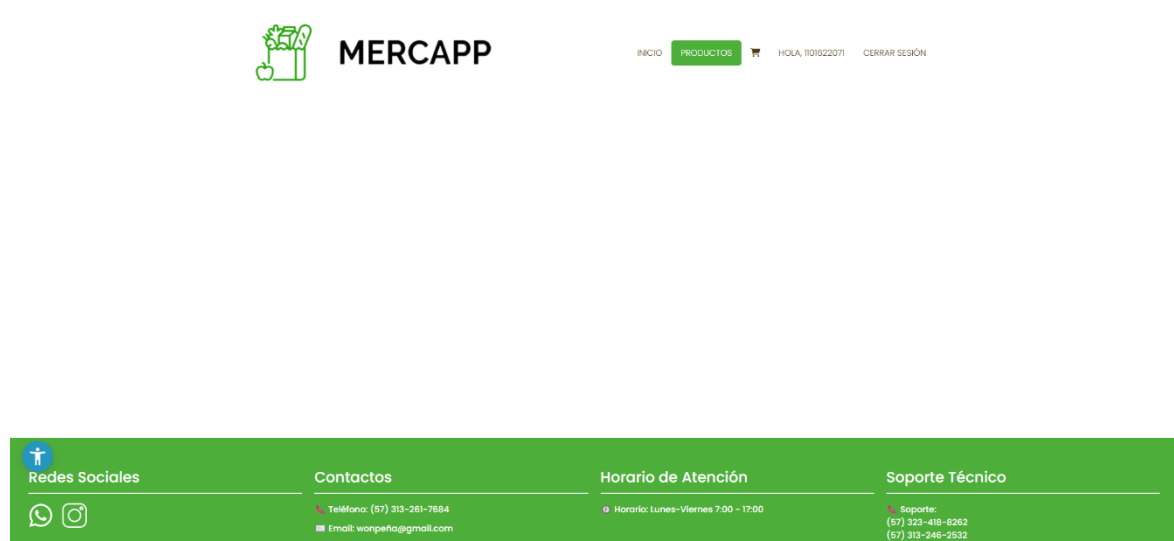 MERCAPP
INICIO PRODUCTOS HOLA, 1101622071 CERRAR SESIÓN
Redes Sociales
Contactos
Teléfono: (57) 313-261-7684
Email: wonpeña@gmail.com
Horario de Atención
Horario: Lunes-Viernes 7:00 - 17:00
Soporte Técnico
Soporte:
(57) 323-418-8262
(57) 313-246-2532